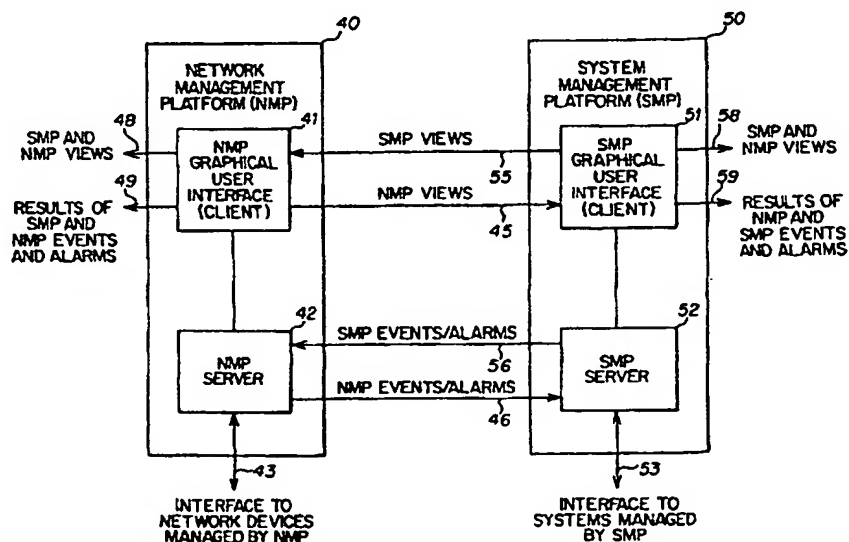 40
NETWORK
MANAGEMENT
PLATFORM (NMP)
50
SYSTEM
MANAGEMENT
PLATFORM (SMP)
48
SMP AND
NMP VIEWS
49
RESULTS OF
SMP AND
NMP EVENTS
AND ALARMS
41
NMP
GRAPHICAL
USER
INTERFACE
(CLIENT)
SMP VIEWS
55
NMP VIEWS
45
51
SMP
GRAPHICAL
USER
INTERFACE
(CLIENT)
58
SMP AND
NMP VIEWS
59
RESULTS OF
NMP AND
SMP EVENTS
AND ALARMS
42
NMP
SERVER
SMP EVENTS/ALARMS
56
NMP EVENTS/ALARMS
46
52
SMP
SERVER
43
INTERFACE TO
NETWORK DEVICES
MANAGED BY NMP
53
INTERFACE TO
SYSTEMS MANAGED
BY SMP